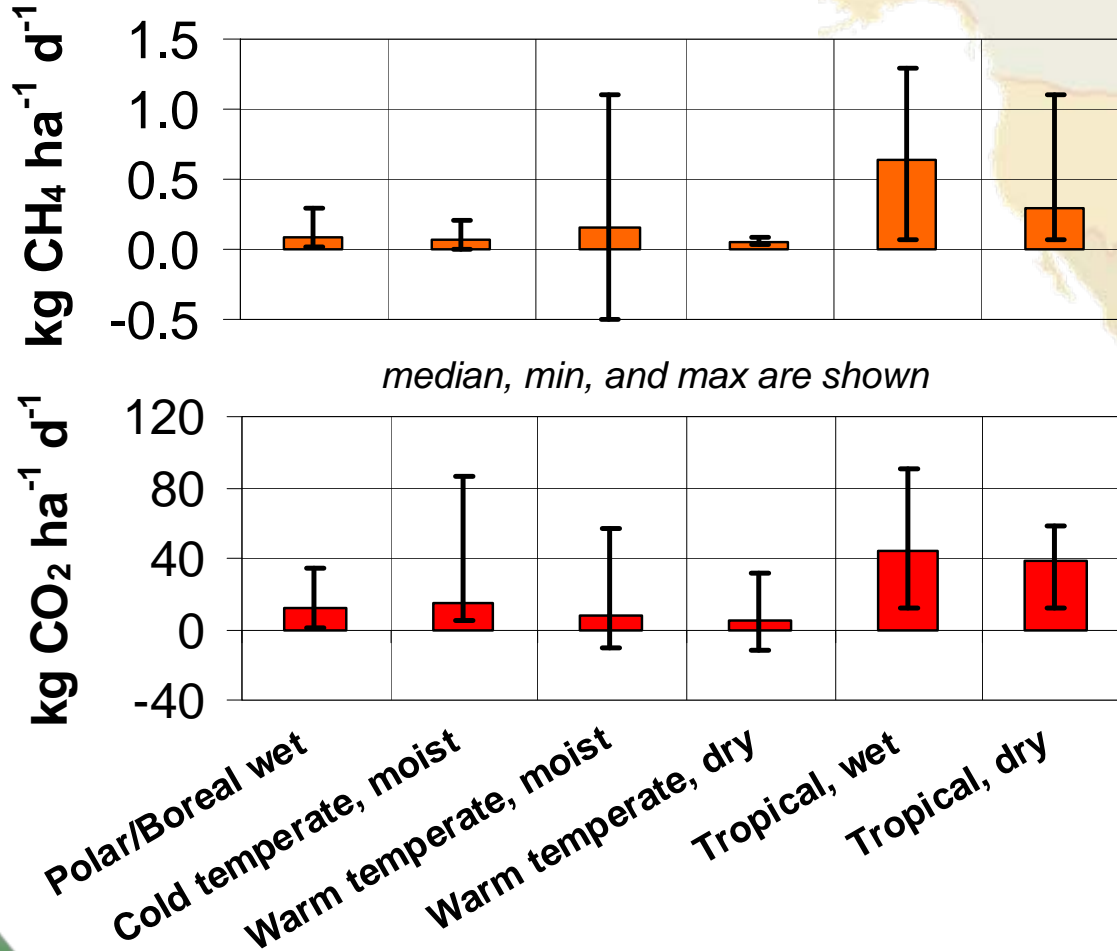 kg CH₄ ha⁻¹ d⁻¹
1.5
1.0
0.5
0.0
-0.5
median, min, and max are shown
kg CO₂ ha⁻¹ d⁻¹
120
80
40
0
-40
Polar/Boreal wet
Cold temperate, moist
Warm temperate, moist
Warm temperate, dry
Tropical, wet
Tropical, dry